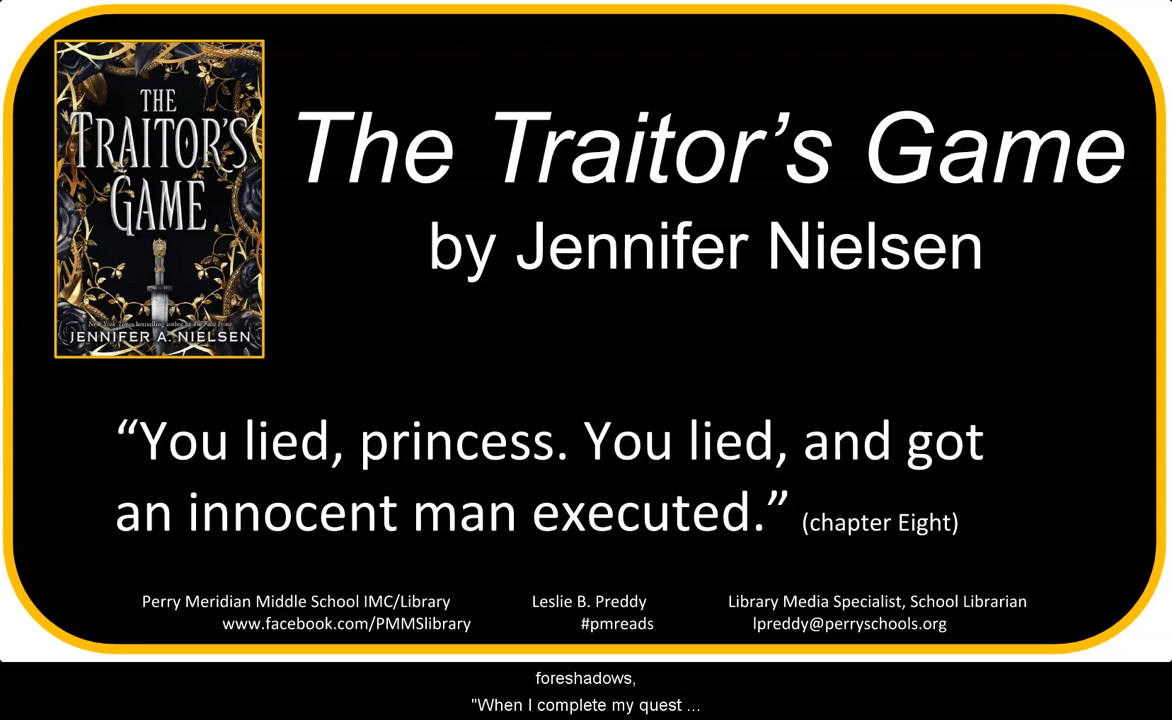 THE
TRAITOR'S
GAME
New York Times bestselling author of The False Prince
JENNIFER A. NIELSEN
The Traitor’s Game
by Jennifer Nielsen
“You lied, princess. You lied, and got
an innocent man executed.” (chapter Eight)
Perry Meridian Middle School IMC/Library Leslie B. Preddy Library Media Specialist, School Librarian
www.facebook.com/PMMSlibrary #pmreads lpreddy@perryschools.org
foreshadows,
"When I complete my quest ...